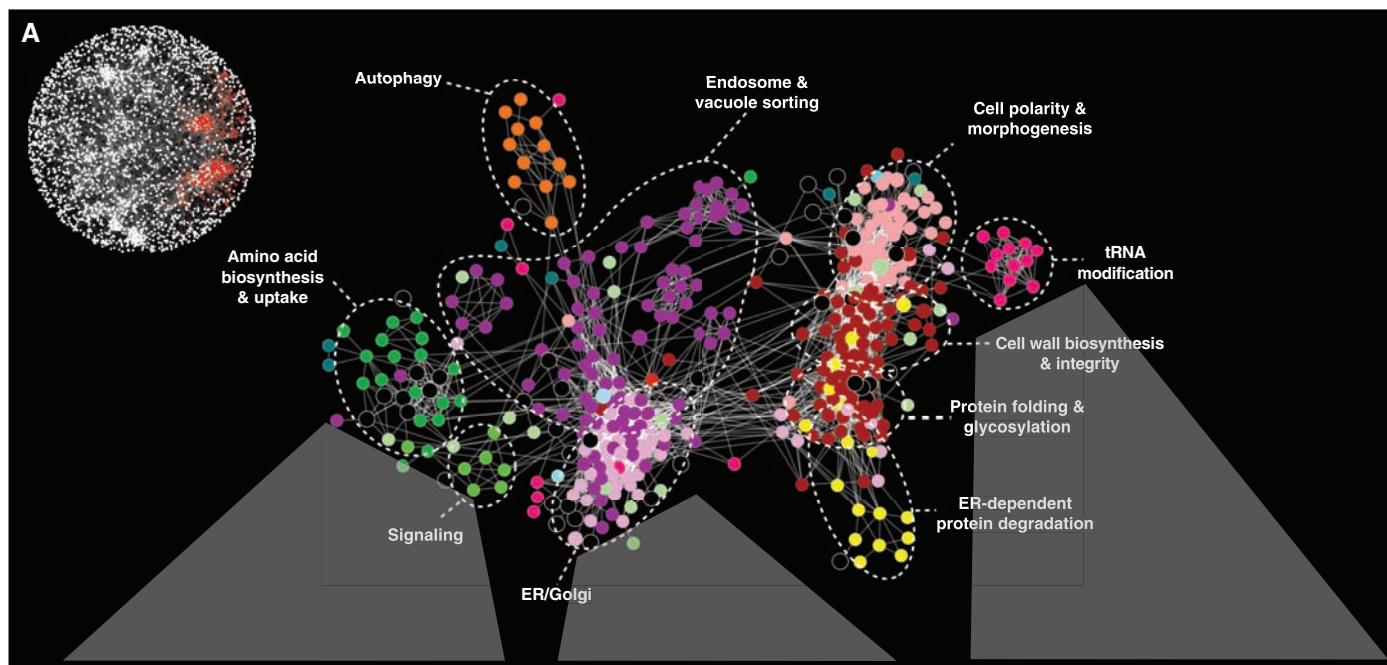 A
Autophagy
Endosome &
vacuole sorting
Cell polarity &
morphogenesis
Amino acid
biosynthesis
& uptake
tRNA
modification
Cell wall biosynthesis
& integrity
Protein folding &
glycosylation
ER-dependent
protein degradation
Signaling
ER/Golgi